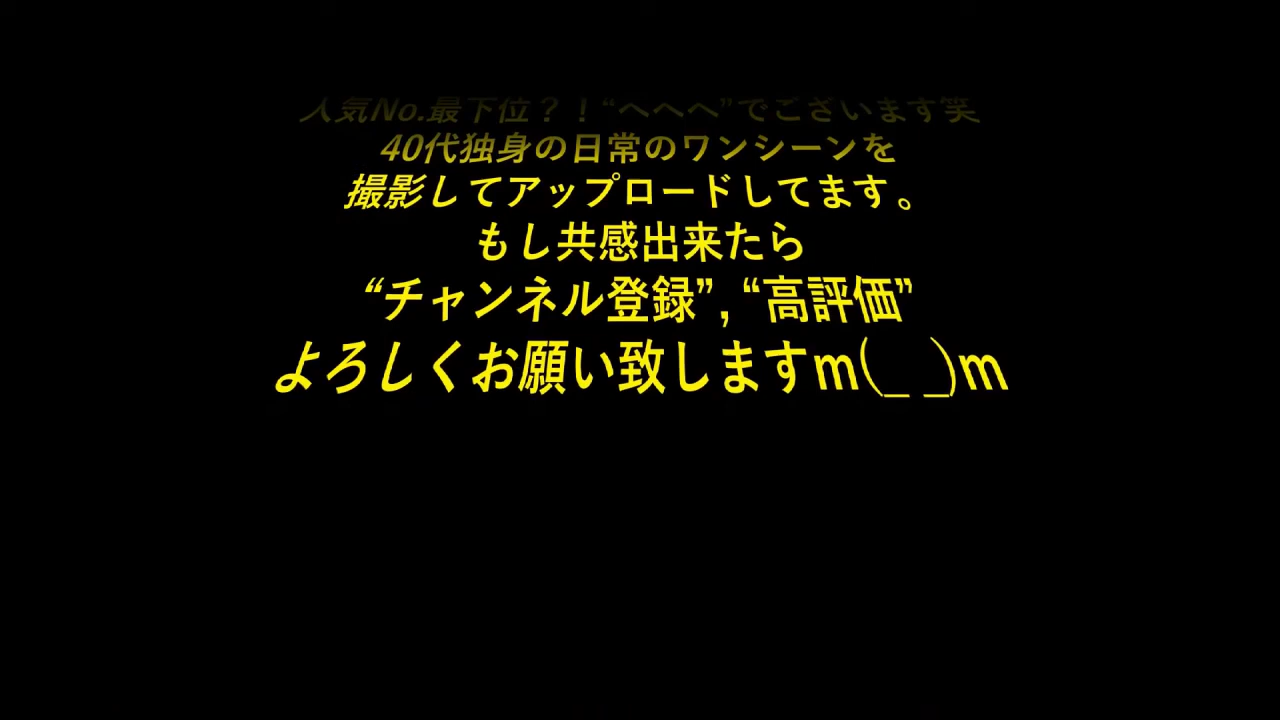 人気No.最下位？！“へへへ”でございます笑
40代独身の日常のワンシーンを
撮影してアップロードしてます。
もし共感出来たら
“チャンネル登録”, “高評価”
よろしくお願い致しますm(_ _)m